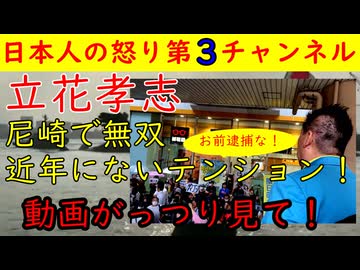 日本人の怒り第3チャンネル
立花孝志
尼崎で無双
お前逮捕な!
近年にないテンション!
動画がっつり見て!